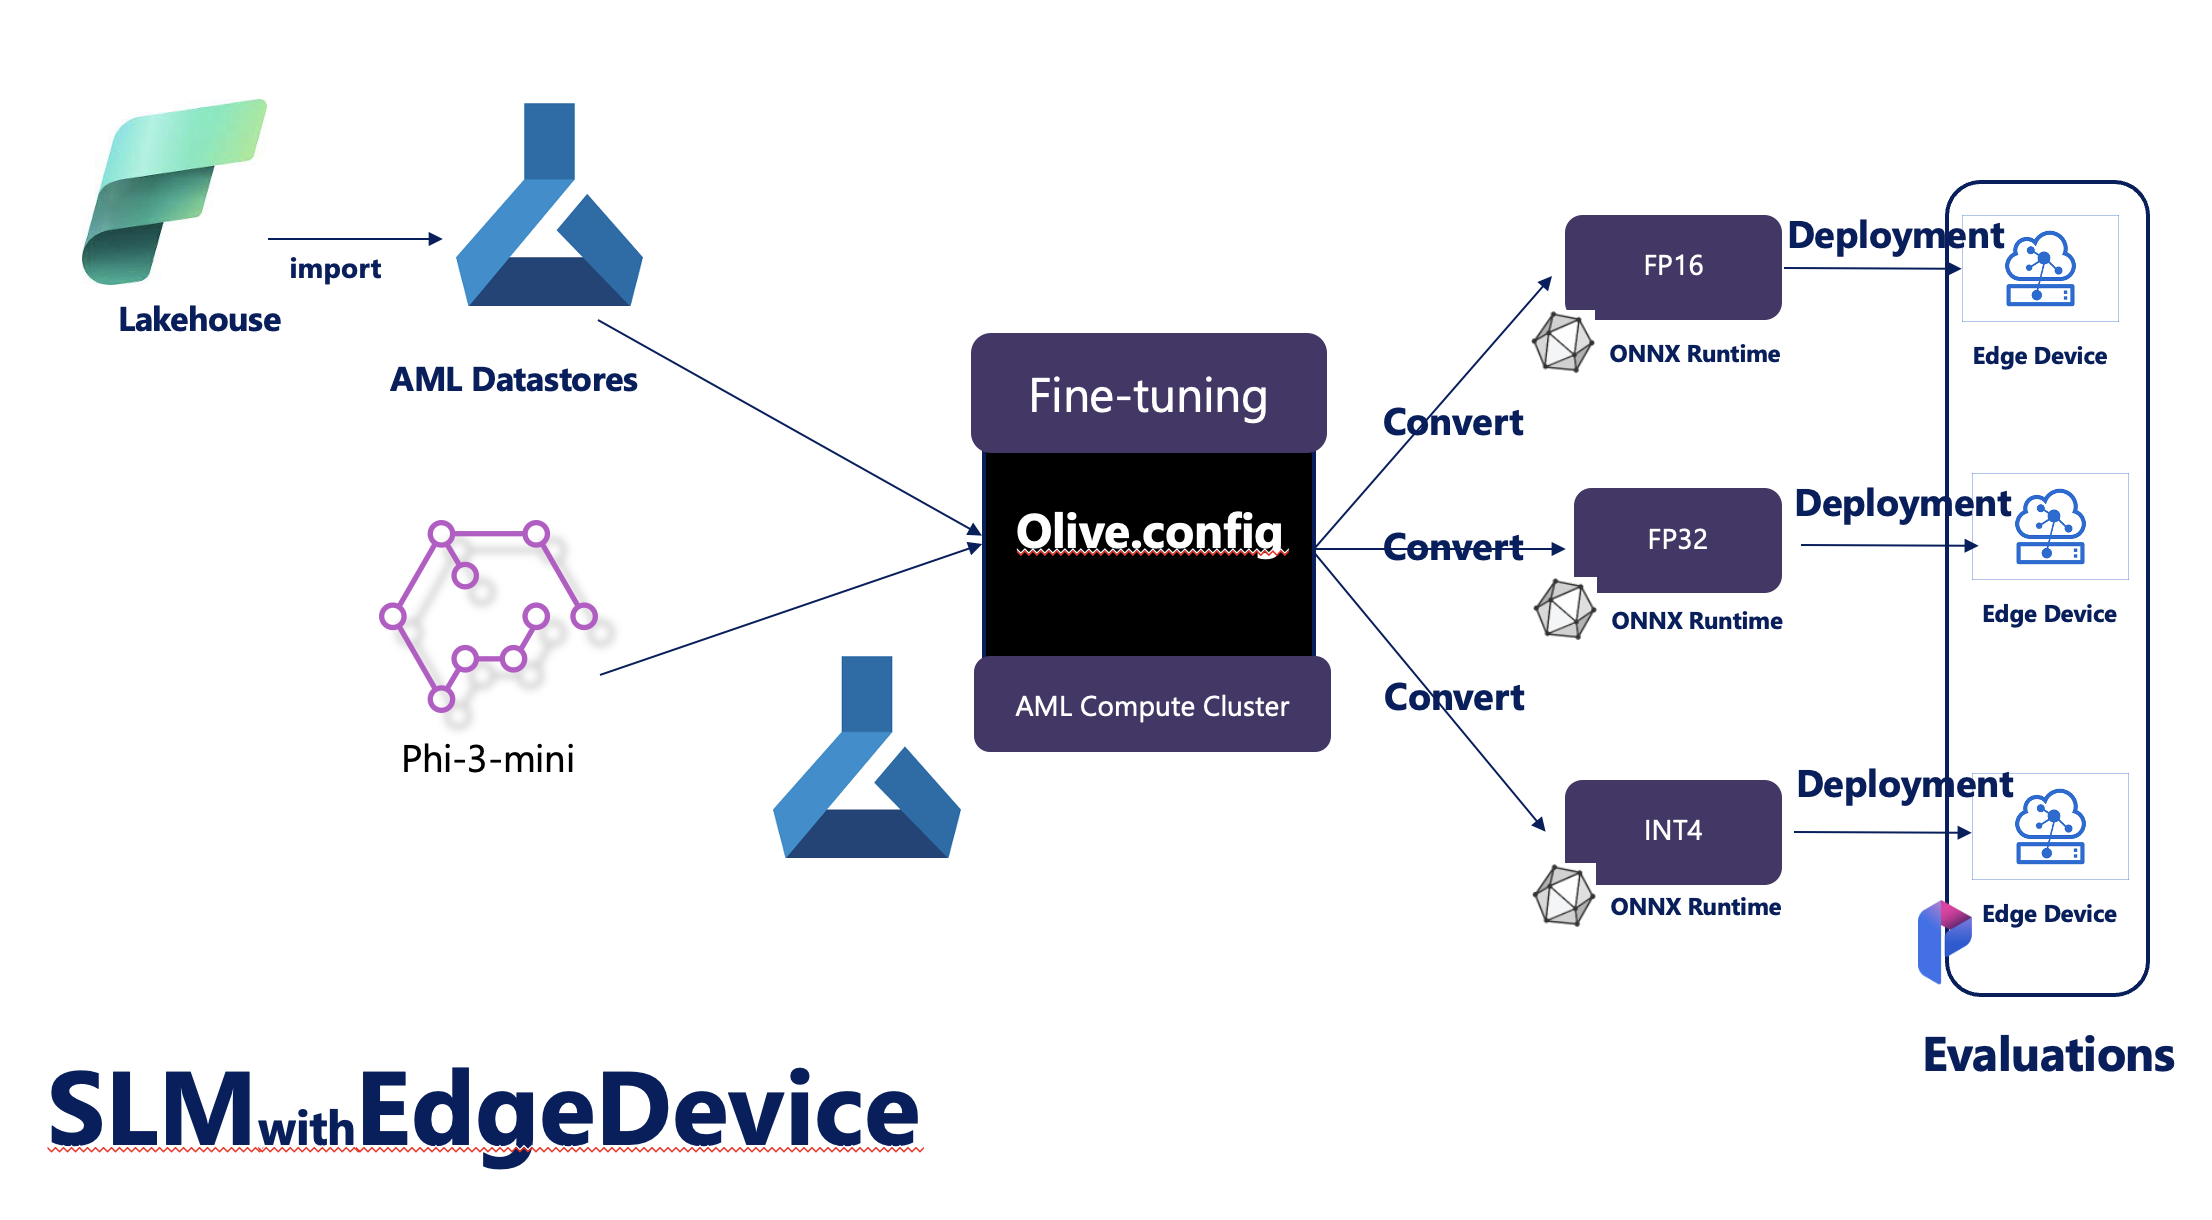 import
Lakehouse
AML Datastores
Phi-3-mini
Fine-tuning
Olive.config
AML Compute Cluster
Convert
Convert
Convert
FP16
ONNX Runtime
Deployment
Edge Device
FP32
ONNX Runtime
Deployment
Edge Device
INT4
ONNX Runtime
Deployment
Edge Device
Evaluations
SLMwithEdgeDevice